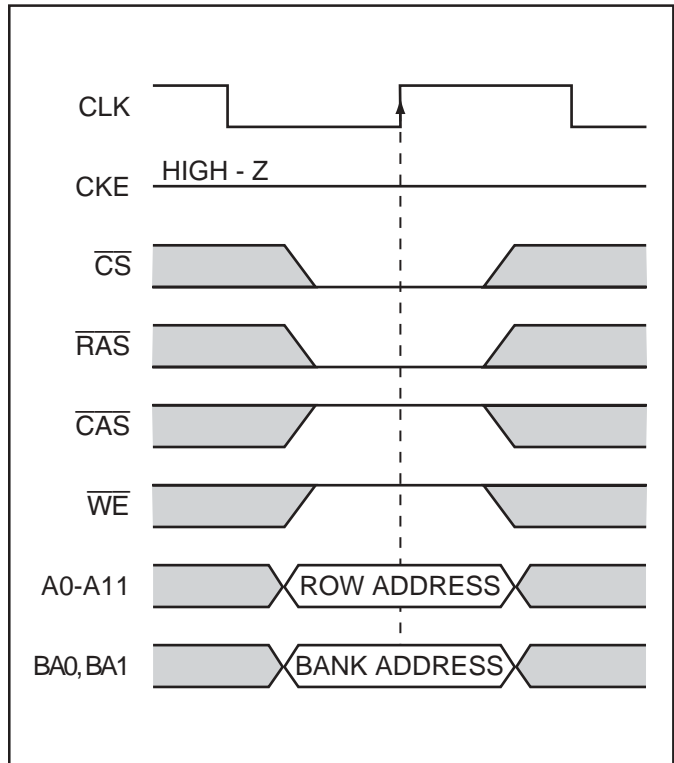 CLK
HIGH - Z
CKE
CS
RAS
CAS
WE
A0-A11 ROW ADDRESS
BA0, BA1 BANK ADDRESS